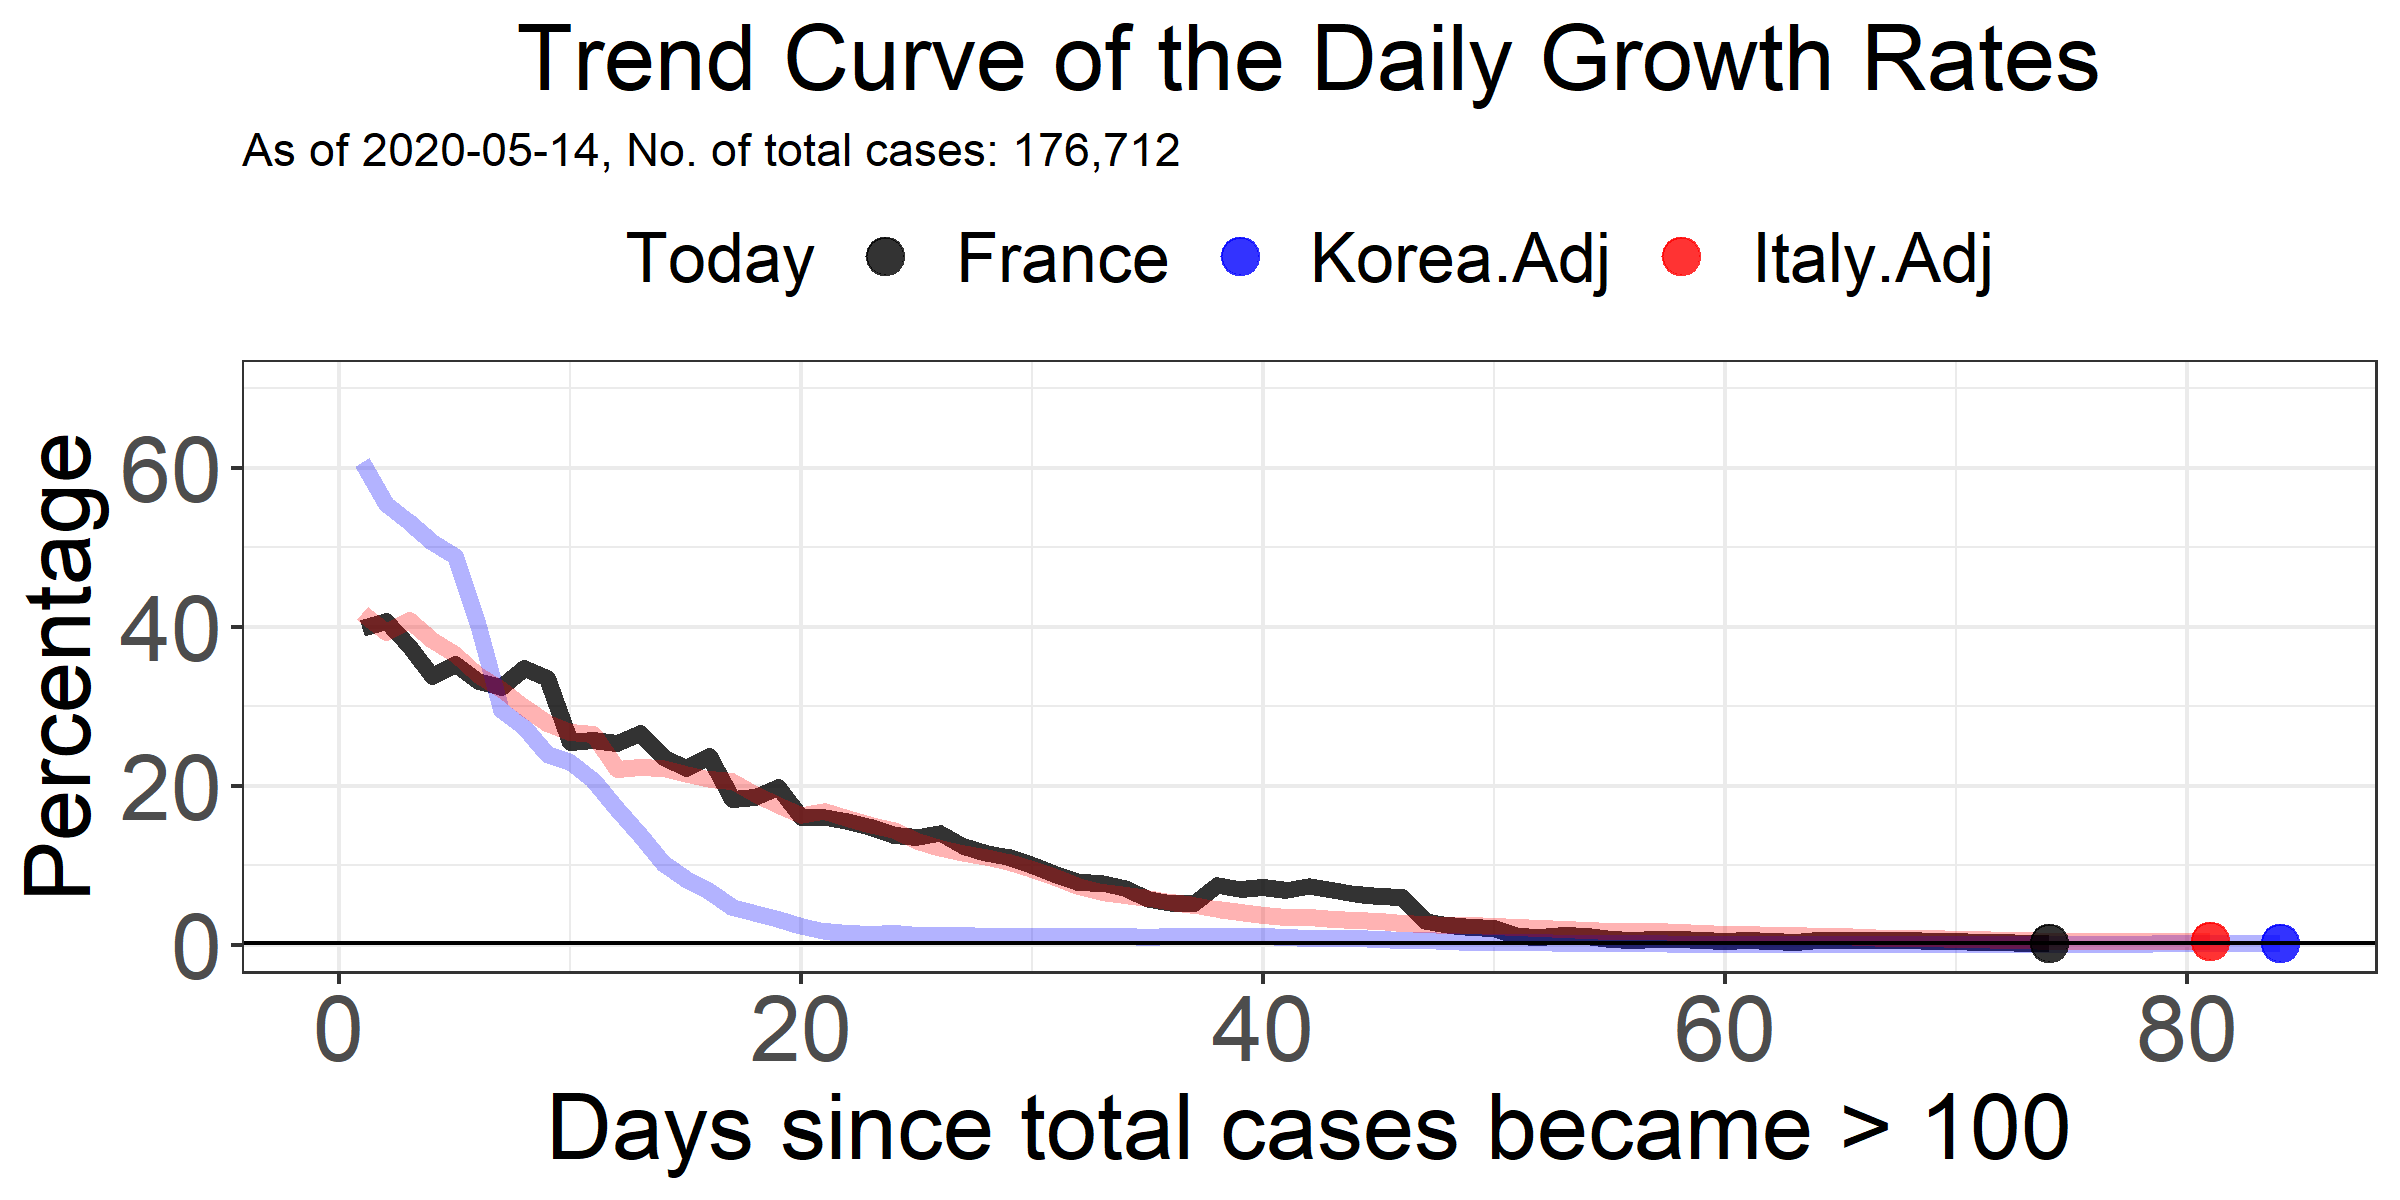 Trend Curve of the Daily Growth Rates
As of 2020-05-14, No. of total cases: 176,712
Today France Korea.Adj Italy.Adj
Percentage
60
40
20
0
0 20 40 60 80
Days since total cases became > 100